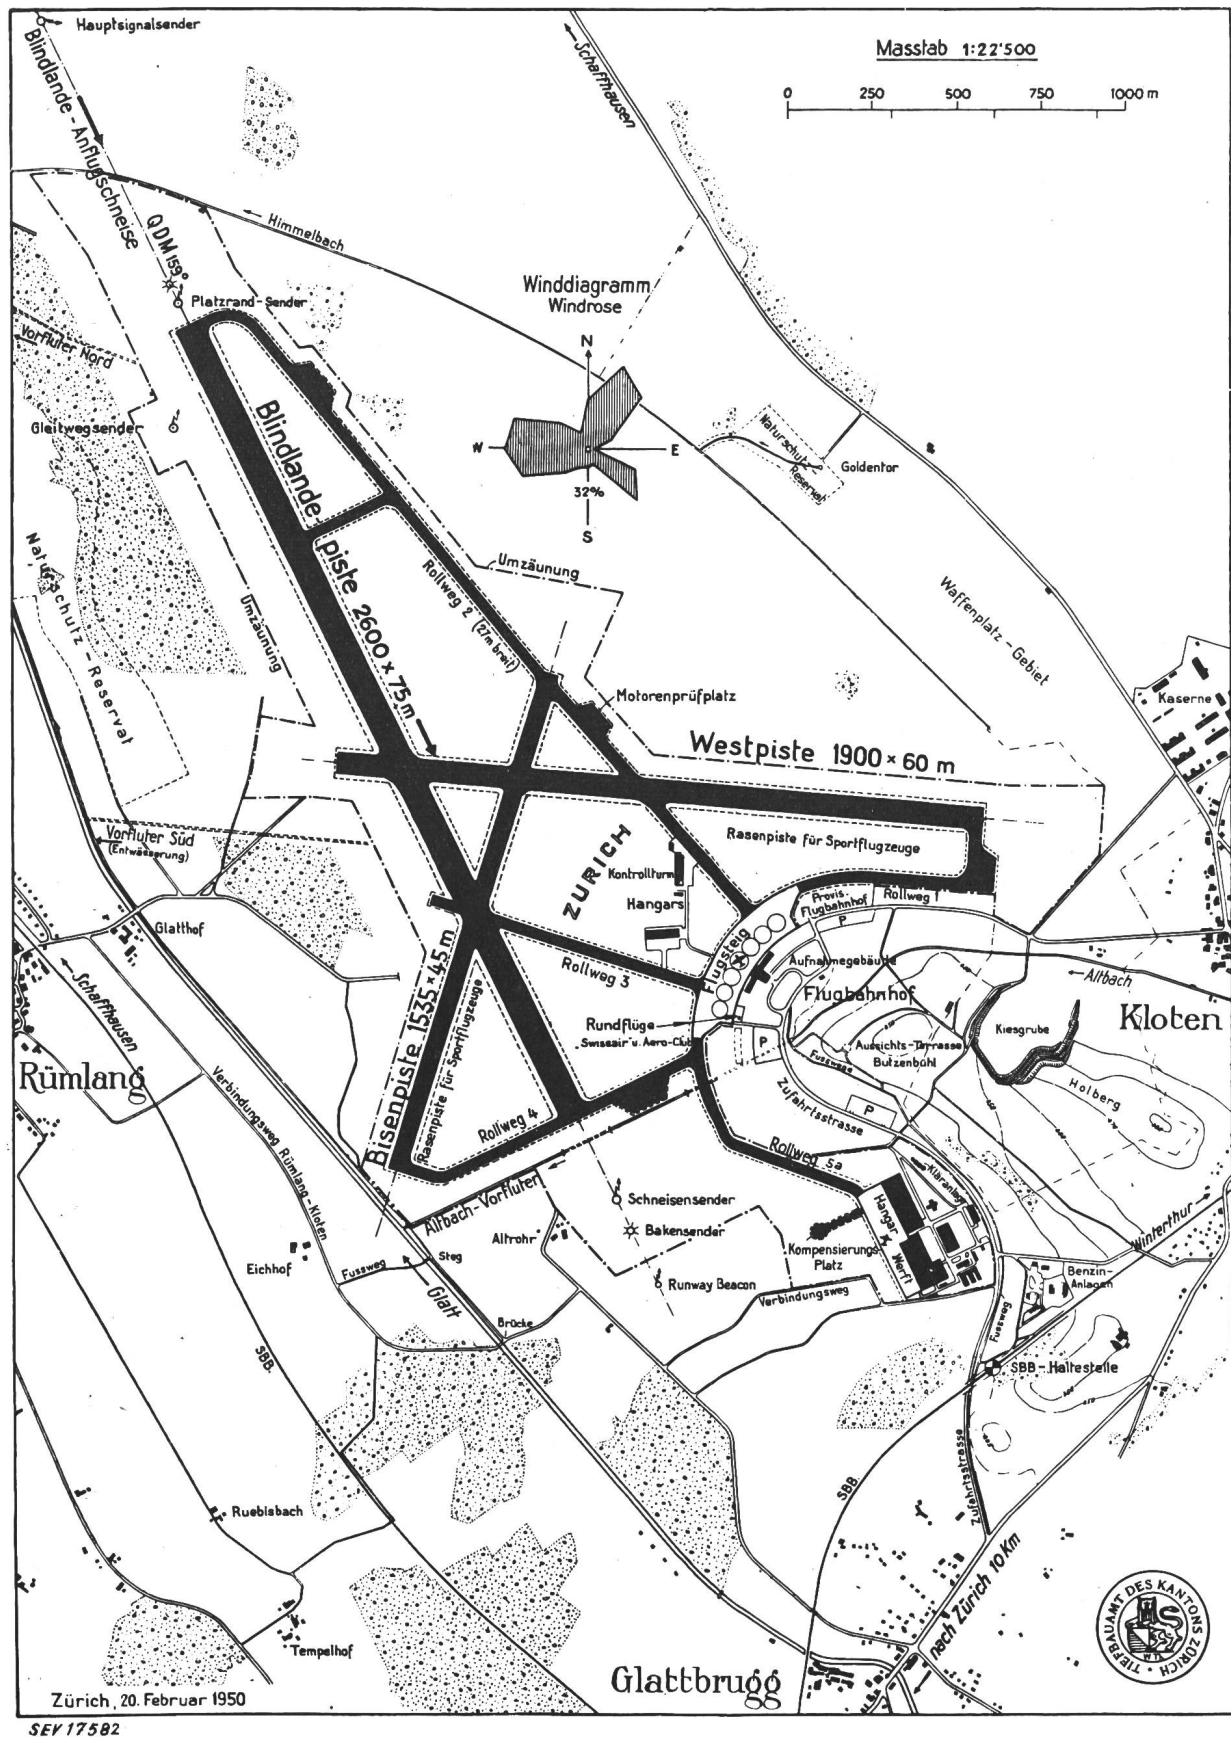 Hauptsignalsender
Blindlande - Anflugschneise
QDM 159°
Masstab 1:22'500
0 250 500 750 1000 m
Schaffhausen
Himmelbach
Platzrand-Sender
Winddiagramm
Windrose
N
W
E
32%
S
Vorfluter Nord
Gleitwegsender
Blindlande-
piste 2600 × 75 m
Naturschutz
Reservat
Goldentor
Naturschutz - Reservat
Umzäunung
Umzäunung
Rollweg 2
(27m breit)
Waffenplatz - Gebiet
Kaserne
Motorenprüfplatz
Westpiste 1900 × 60 m
Rasenpiste für Sportflugzeuge
Vorfluter Süd
(Entwässerung)
ZURICH
Kontrollturm
Hangars
Provis.
Flugbahnhof
Rollweg 1
P
Glatthof
Schaffhausen
Rümlang
Rollweg 3
Flugsteig
Aufnahmegebäude
Flugbahnhof
Altbach
Kloten
Rundflüge
Swissair u. Aero-Club
P
Aussichts-Terrasse
Butzenbühl
Kiesgrube
Holberg
Fusswege
Zufahrtsstrasse
P
Bisenpiste 1535 × 45 m
Rasenpiste für Sportflugzeuge
Rollweg 4
Rollweg 5a
Verbindungsweg Rümlang - Kloten
Altbach-Vorfluter
Schneisensender
Bakensender
Runway Beacon
Altrohr
Kompensierungs-
Platz
Hangar
Werft
Kläranlage
Winterthur
Benzin-
Anlagen
Verbindungsweg
Fussweg
Eichhof
Fussweg
Steg
Glatt
Brücke
SBB.
SBB-Haltestelle
SBB.
Zufahrtsstrasse
Ruebisbach
Tempelhof
nach Zürich 10 Km
Glattbrugg
TIEFBAUAMT DES KANTONS ZÜRICH
Zürich, 20. Februar 1950
SEV 17582